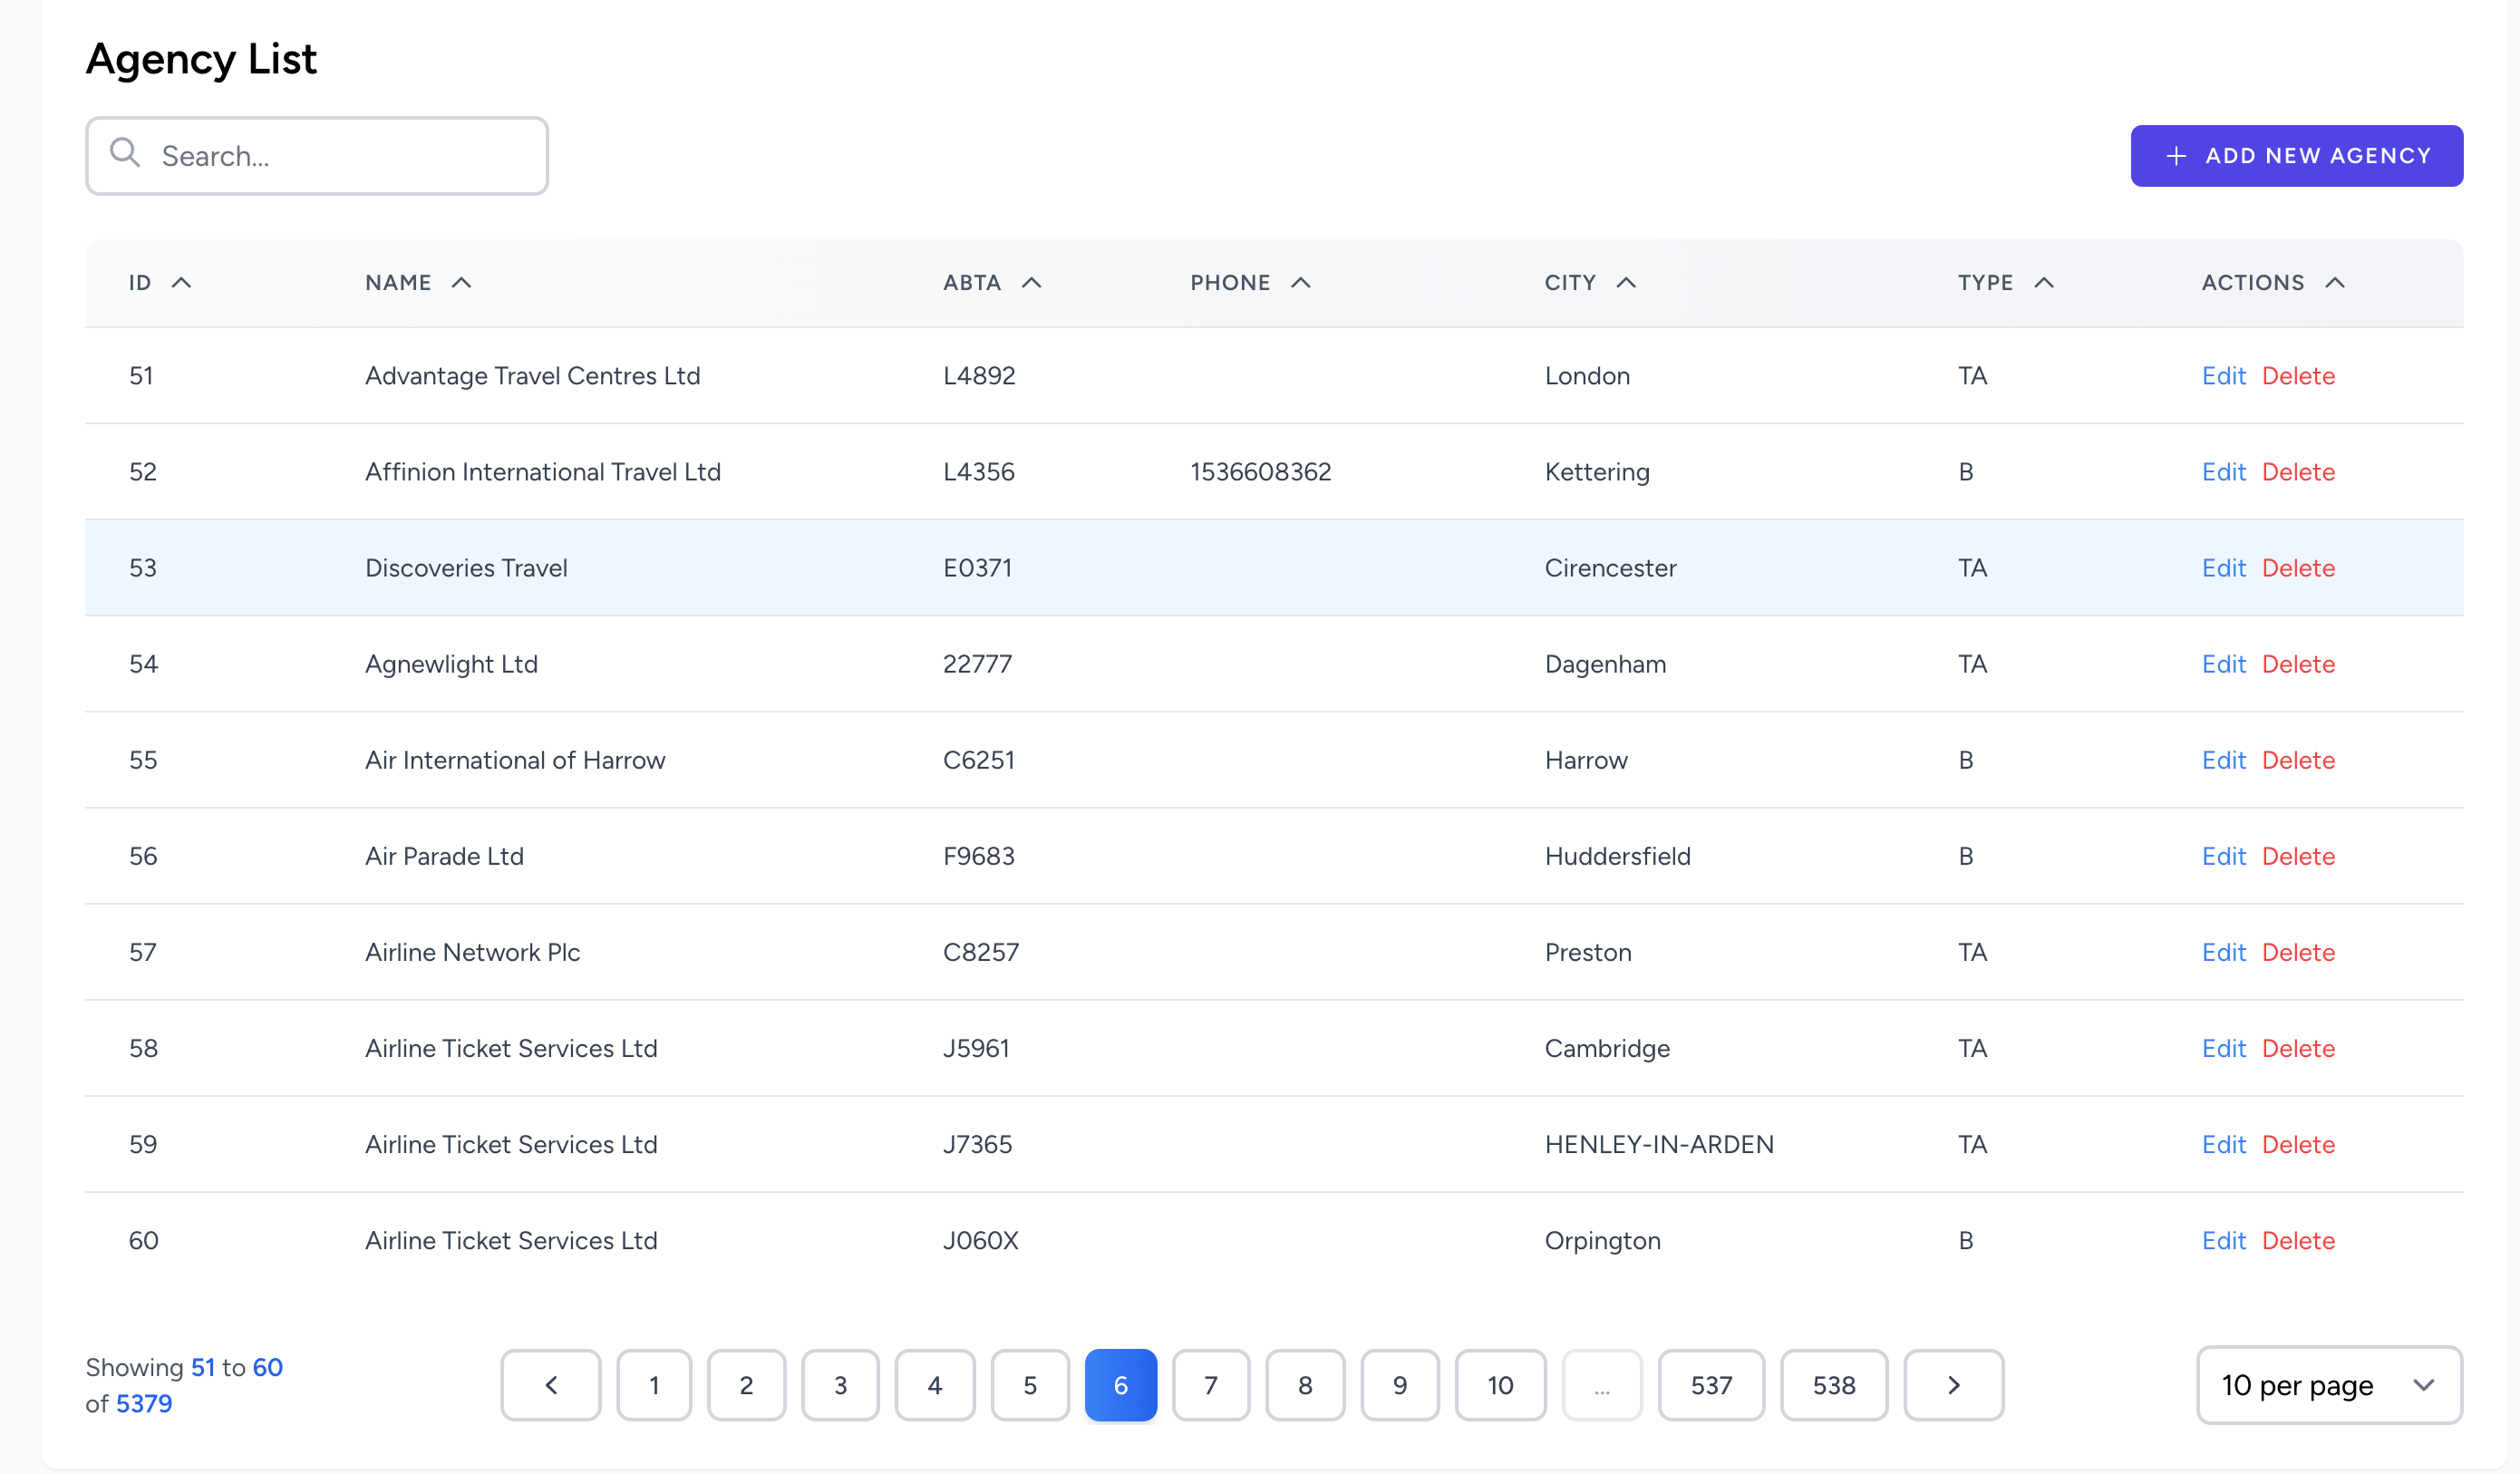 Agency List
Search...
ADD NEW AGENCY
ID NAME ABTA PHONE CITY TYPE ACTIONS
51 Advantage Travel Centres Ltd L4892 London TA Edit Delete
52 Affinion International Travel Ltd L4356 1536608362 Kettering B Edit Delete
53 Discoveries Travel E0371 Cirencester TA Edit Delete
54 Agnewlight Ltd 22777 Dagenham TA Edit Delete
55 Air International of Harrow C6251 Harrow B Edit Delete
56 Air Parade Ltd F9683 Huddersfield B Edit Delete
57 Airline Network Plc C8257 Preston TA Edit Delete
58 Airline Ticket Services Ltd J5961 Cambridge TA Edit Delete
59 Airline Ticket Services Ltd J7365 HENLEY-IN-ARDEN TA Edit Delete
60 Airline Ticket Services Ltd J060X Orpington B Edit Delete
Showing 51 to 60
of 5379
1 2 3 4 5 6 7 8 9 10 ... 537 538
10 per page